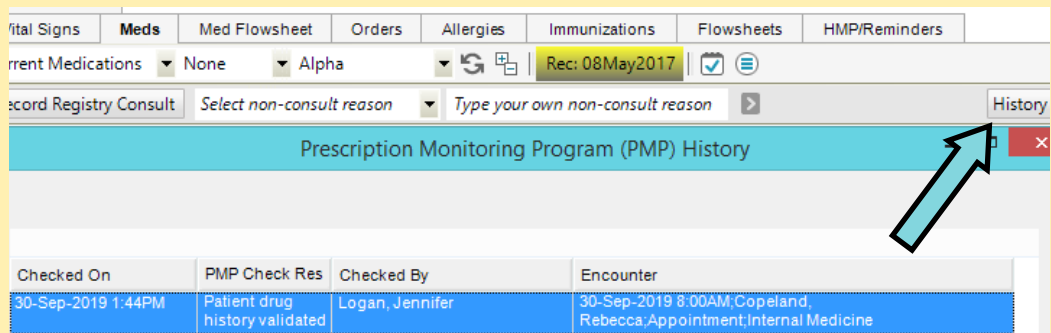 Vital Signs Meds Med Flowsheet Orders Allergies Immunizations Flowsheets HMP/Reminders
rrent Medications None Alpha Rec: 08May2017
ecord Registry Consult Select non-consult reason Type your own non-consult reason History
Prescription Monitoring Program (PMP) History
Checked On PMP Check Res Checked By Encounter
30-Sep-2019 1:44PM Patient drug Logan, Jennifer 30-Sep-2019 8:00AM;Copeland,
history validated Rebecca;Appointment;Internal Medicine